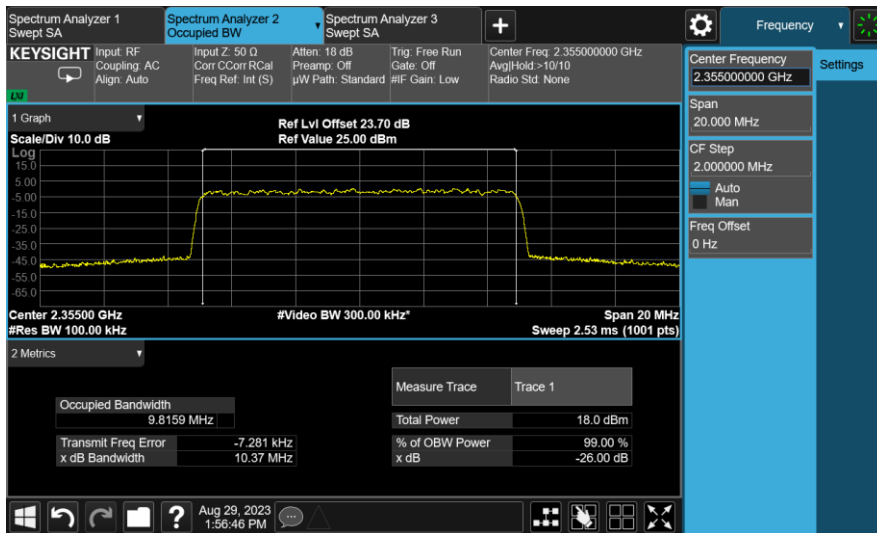 Spectrum Analyzer 1
Swept SA
Spectrum Analyzer 2
Occupied BW
Spectrum Analyzer 3
Swept SA
+
Frequency
KEYSIGHT
LXI
Input: RF
Coupling: AC
Align: Auto
Input Z: 50 Ω
Corr CCorr RCal
Freq Ref: Int (S)
Atten: 18 dB
Preamp: Off
µW Path: Standard
Trig: Free Run
Gate: Off
#IF Gain: Low
Center Freq: 2.355000000 GHz
Avg|Hold:>10/10
Radio Std: None
Center Frequency
2.355000000 GHz
Settings
Span
20.000 MHz
CF Step
2.000000 MHz
Auto
Man
Freq Offset
0 Hz
1 Graph
Scale/Div 10.0 dB
Ref Lvl Offset 23.70 dB
Ref Value 25.00 dBm
Log
15.0
5.00
-5.00
-15.0
-25.0
-35.0
-45.0
-55.0
-65.0
Center 2.35500 GHz
#Video BW 300.00 kHz*
Span 20 MHz
#Res BW 100.00 kHz
Sweep 2.53 ms (1001 pts)
2 Metrics
Measure Trace Trace 1
Occupied Bandwidth
9.8159 MHz
Total Power 18.0 dBm
Transmit Freq Error -7.281 kHz
% of OBW Power 99.00 %
x dB Bandwidth 10.37 MHz
x dB -26.00 dB
?
Aug 29, 2023
1:56:46 PM